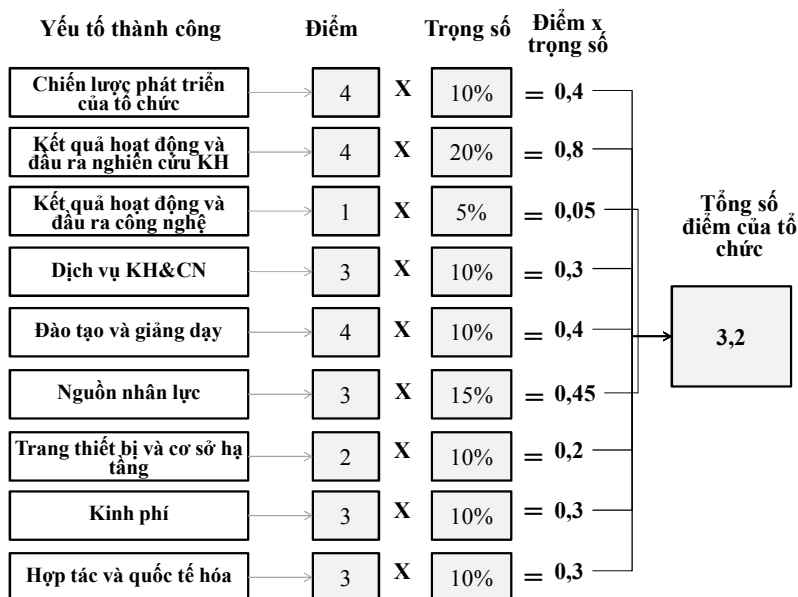 Yếu tố thành công Điểm Trọng số Điểm x
trọng số
Chiến lược phát triển
của tổ chức
4 X 10% = 0,4
Kết quả hoạt động và
đầu ra nghiên cứu KH
4 X 20% = 0,8
Kết quả hoạt động và
đầu ra công nghệ
1 X 5% = 0,05
Dịch vụ KH&CN 3 X 10% = 0,3
Đào tạo và giảng dạy 4 X 10% = 0,4
Nguồn nhân lực 3 X 15% = 0,45
Trang thiết bị và cơ sở hạ
tầng
2 X 10% = 0,2
Kinh phí 3 X 10% = 0,3
Hợp tác và quốc tế hóa 3 X 10% = 0,3
Tổng số
điểm của tổ
chức
3,2